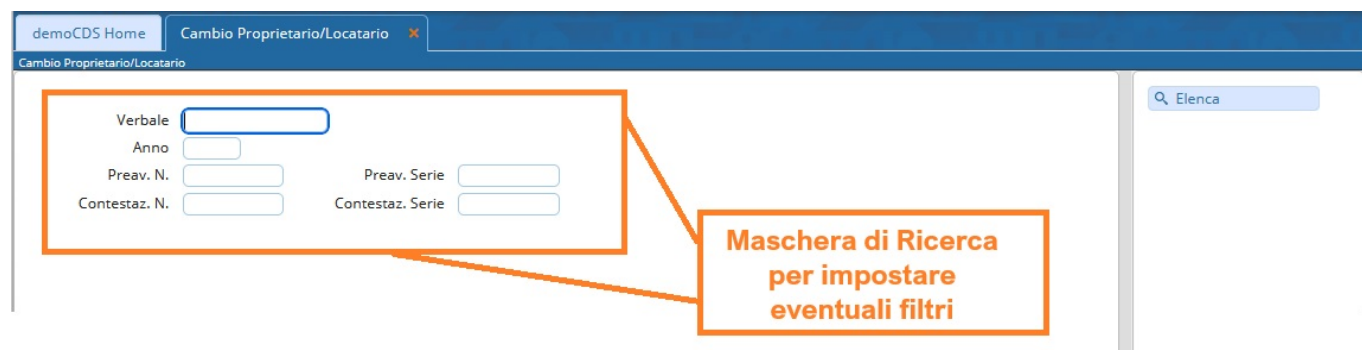 demoCDS Home Cambio Proprietario/Locatario ×
Cambio Proprietario/Locatario
Elenca
Verbale
Anno
Preav. N. Preav. Serie
Contestaz. N. Contestaz. Serie
Maschera di Ricerca
per impostare
eventuali filtri